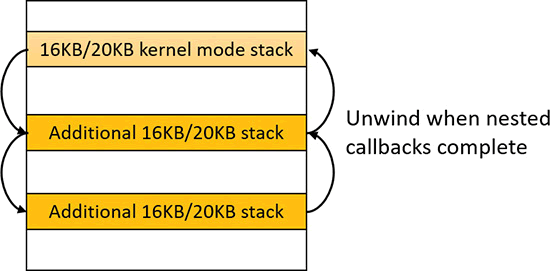 16KB/20KB kernel mode stack
Additional 16KB/20KB stack
Unwind when nested
callbacks complete
Additional 16KB/20KB stack